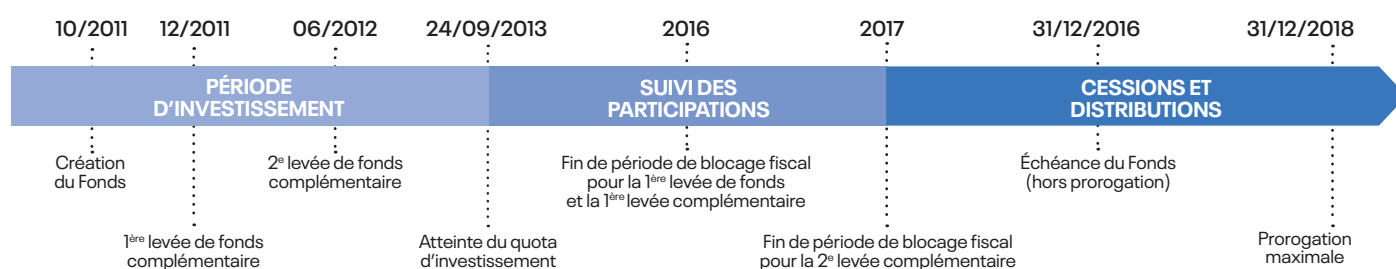 10/2011 12/2011 06/2012 24/09/2013 2016 2017 31/12/2016 31/12/2018
PÉRIODE
D'INVESTISSEMENT
SUIVI DES
PARTICIPATIONS
CESSIONS ET
DISTRIBUTIONS
Création
du Fonds
1ère levée de fonds
complémentaire
2e levée de fonds
complémentaire
Atteinte du quota
d'investissement
Fin de période de blocage fiscal
pour la 1ère levée de fonds
et la 1ère levée complémentaire
Fin de période de blocage fiscal
pour la 2e levée complémentaire
Échéance du Fonds
(hors prorogation)
Prorogation
maximale